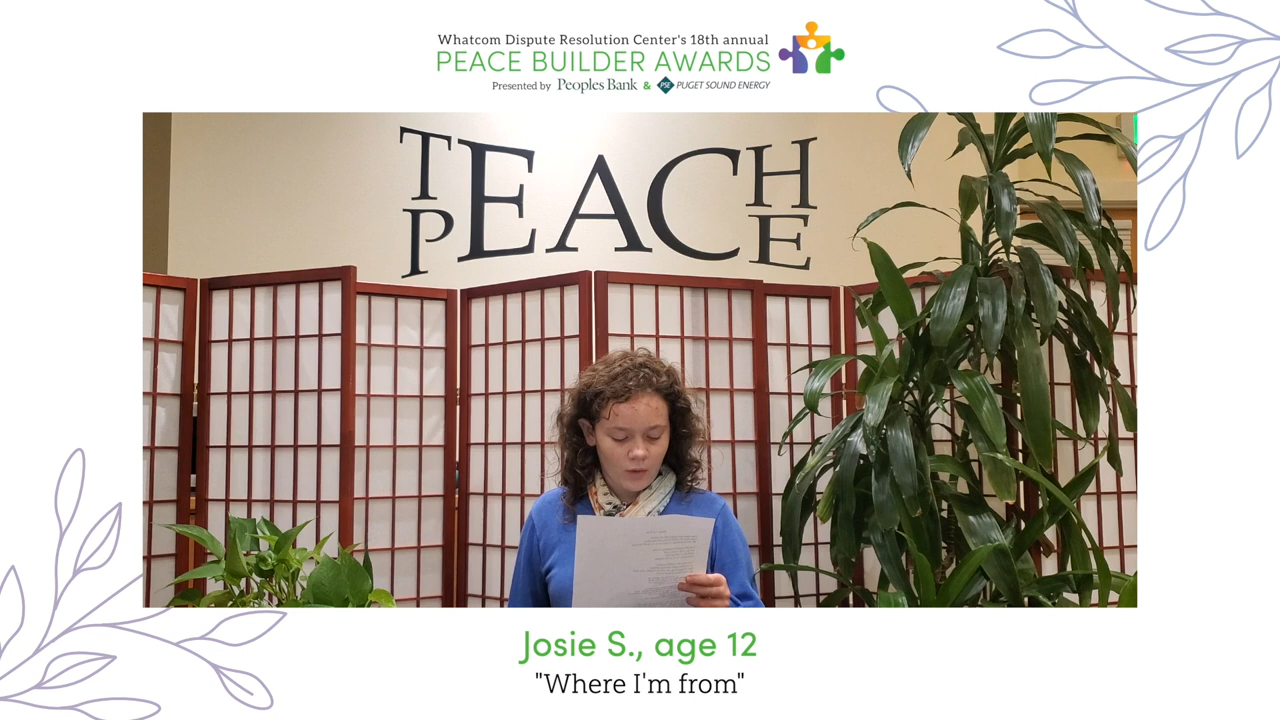 Whatcom Dispute Resolution Center's 18th annual
PEACE BUILDER AWARDS
Presented by Peoples Bank & PSE PUGET SOUND ENERGY
TEACH
PEACE
Josie S., age 12
"Where I'm from"